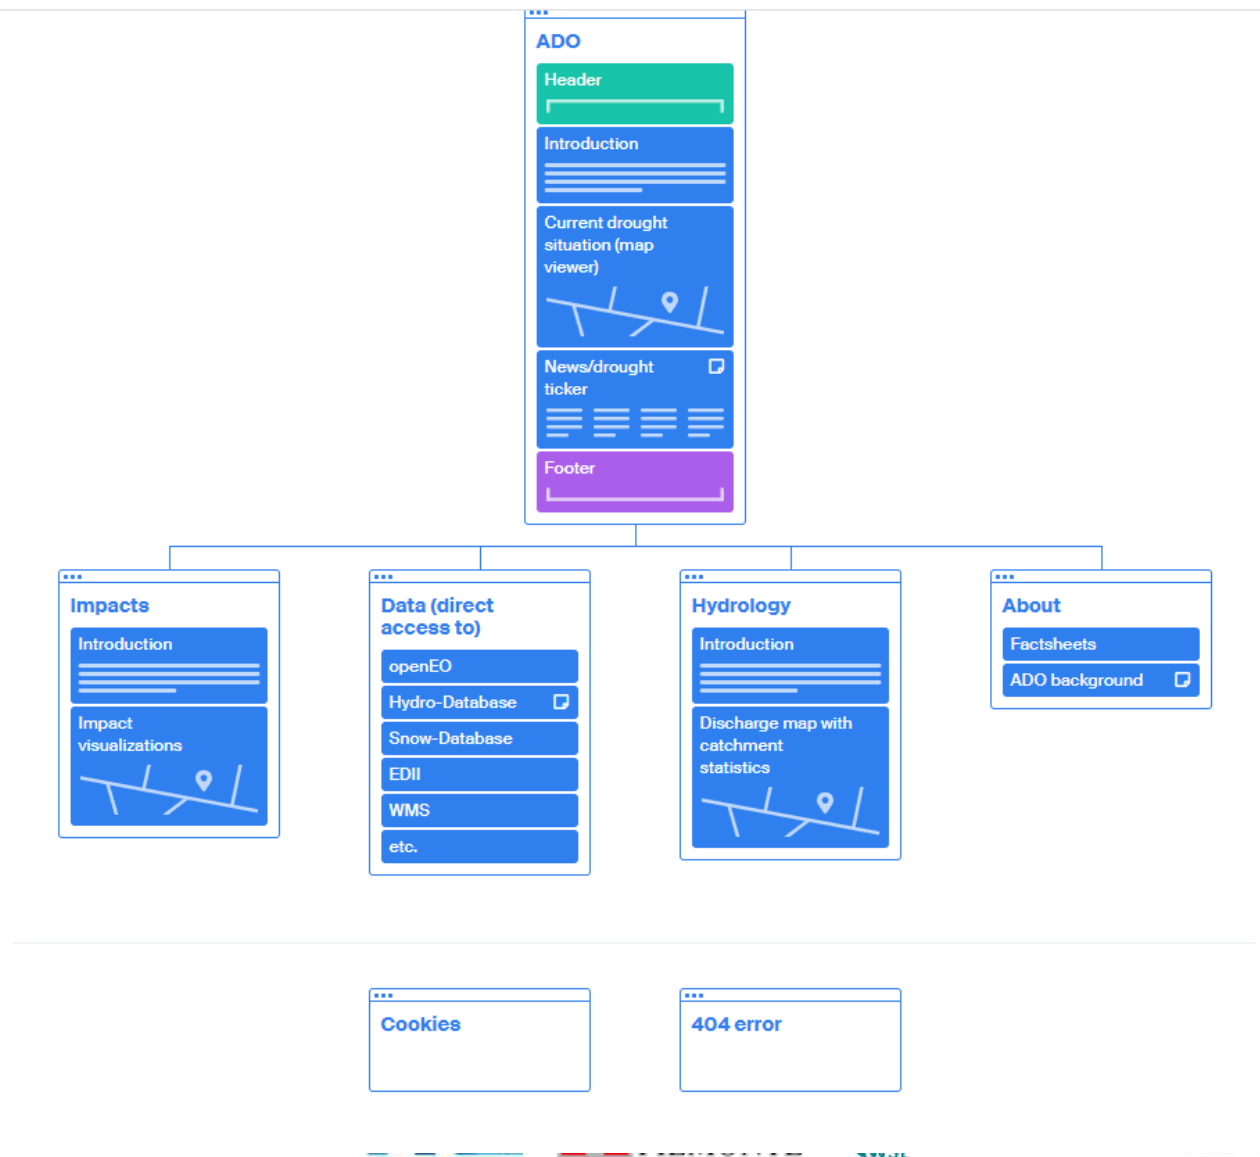 ADO
Header
Introduction
Current drought
situation (map
viewer)
News/drought
ticker
Footer
Impacts
Introduction
Impact
visualizations
Data (direct
access to)
openEO
Hydro-Database
Snow-Database
EDII
WMS
etc.
Hydrology
Introduction
Discharge map with
catchment
statistics
About
Factsheets
ADO background
Cookies
404 error